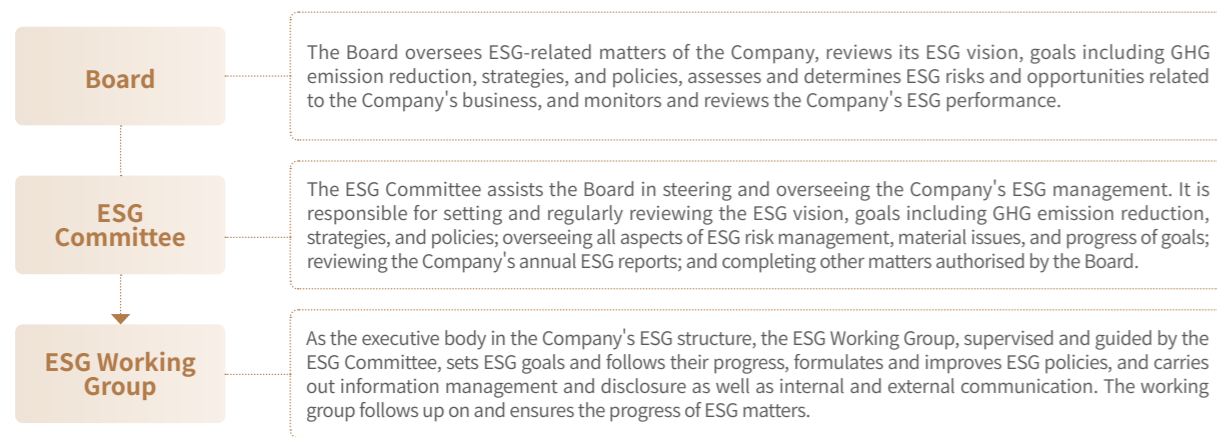 Board
The Board oversees ESG-related matters of the Company, reviews its ESG vision, goals including GHG
emission reduction, strategies, and policies, assesses and determines ESG risks and opportunities related
to the Company's business, and monitors and reviews the Company's ESG performance.
ESG
Committee
The ESG Committee assists the Board in steering and overseeing the Company's ESG management. It is
responsible for setting and regularly reviewing the ESG vision, goals including GHG emission reduction,
strategies, and policies; overseeing all aspects of ESG risk management, material issues, and progress of goals;
reviewing the Company's annual ESG reports; and completing other matters authorised by the Board.
ESG Working
Group
As the executive body in the Company's ESG structure, the ESG Working Group, supervised and guided by the
ESG Committee, sets ESG goals and follows their progress, formulates and improves ESG policies, and carries
out information management and disclosure as well as internal and external communication. The working
group follows up on and ensures the progress of ESG matters.